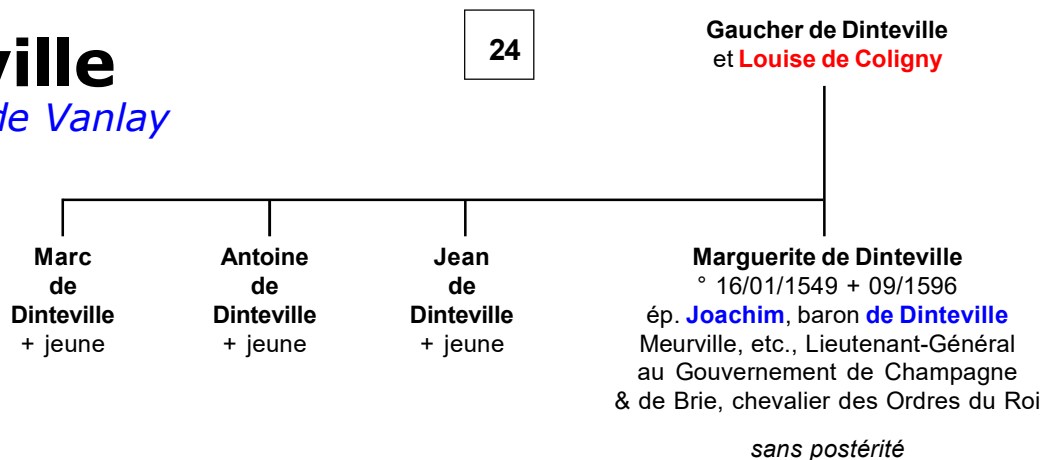 ville
de Vanlay
24
Gaucher de Dinteville
et Louise de Coligny
Marc
de
Dinteville
+ jeune
Antoine
de
Dinteville
+ jeune
Jean
de
Dinteville
+ jeune
Marguerite de Dinteville
° 16/01/1549 + 09/1596
ép. Joachim, baron de Dinteville
Meurville, etc., Lieutenant-Général
au Gouvernement de Champagne
& de Brie, chevalier des Ordres du Roi
sans postérité